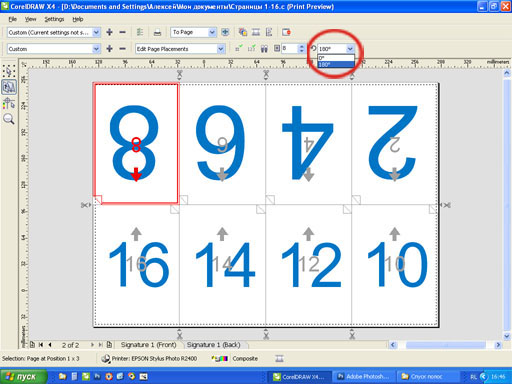 CorelDRAW X4 - [D:\Documents and Settings\Алексей\Мои документы\Страницы 1-16.c (Print Preview)]
File View Settings Help
Custom (Current settings not s... To Page
Custom Edit Page Placements 8 180°
0°
180°
millimeters
8 6 4 2
8 6 4 2
16 14 12 10
16 14 12 10
2 of 2 Signature 1 (Front) Signature 1 (Back)
Selection: Page at Position 1 x 3 Printer: EPSON Stylus Photo R2400 Composite
пуск CorelDRAW X4... Adobe Photosh... Спуск полос RL 16:46